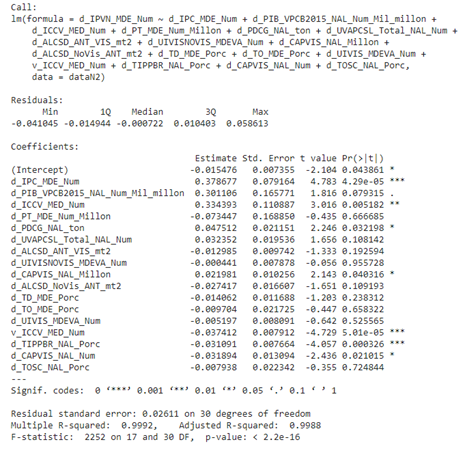 Call:
lm(formula = d_IPVN_MDE_Num ~ d_IPC_MDE_Num + d_PIB_VPCB2015_NAL_Num_Mil_millon +
    d_ICCV_MED_Num + d_PT_MDE_Num_Millon + d_PDCG_NAL_ton + d_UVAPCSL_Total_NAL_Num +
    d_ALCSD_ANT_VIS_mt2 + d_UIVISNOVIS_MDEVA_Num + d_CAPVIS_NAL_Millon +
    d_ALCSD_NoVis_ANT_mt2 + d_TD_MDE_Porc + d_TO_MDE_Porc + d_UIVIS_MDEVA_Num +
    v_ICCV_MED_Num + d_TIPPBR_NAL_Porc + d_CAPVIS_NAL_Num + d_TOSC_NAL_Porc,
    data = dataN2)
Residuals:
      Min        1Q    Median        3Q       Max
-0.041045 -0.014944 -0.000722  0.010403  0.058613
Coefficients:
                                   Estimate Std. Error t value Pr(>|t|)
(Intercept)                       -0.015476   0.007355  -2.104 0.043861 *
d_IPC_MDE_Num                      0.378677   0.079164   4.783 4.29e-05 ***
d_PIB_VPCB2015_NAL_Num_Mil_millon  0.301106   0.165771   1.816 0.079315 .
d_ICCV_MED_Num                     0.334393   0.110887   3.016 0.005182 **
d_PT_MDE_Num_Millon               -0.073447   0.168850  -0.435 0.666685
d_PDCG_NAL_ton                     0.047512   0.021151   2.246 0.032198 *
d_UVAPCSL_Total_NAL_Num            0.032352   0.019536   1.656 0.108142
d_ALCSD_ANT_VIS_mt2               -0.012985   0.009742  -1.333 0.192594
d_UIVISNOVIS_MDEVA_Num            -0.000441   0.007878  -0.056 0.955728
d_CAPVIS_NAL_Millon                0.021981   0.010256   2.143 0.040316 *
d_ALCSD_NoVis_ANT_mt2             -0.027417   0.016607  -1.651 0.109193
d_TD_MDE_Porc                     -0.014062   0.011688  -1.203 0.238312
d_TO_MDE_Porc                     -0.009704   0.021725  -0.447 0.658322
d_UIVIS_MDEVA_Num                 -0.005197   0.008091  -0.642 0.525565
v_ICCV_MED_Num                    -0.037412   0.007912  -4.729 5.01e-05 ***
d_TIPPBR_NAL_Porc                 -0.031091   0.007664  -4.057 0.000326 ***
d_CAPVIS_NAL_Num                  -0.031894   0.013094  -2.436 0.021015 *
d_TOSC_NAL_Porc                   -0.007938   0.022342  -0.355 0.724844
---
Signif. codes:  0 ‘***’ 0.001 ‘**’ 0.01 ‘*’ 0.05 ‘.’ 0.1 ‘ ’ 1
Residual standard error: 0.02611 on 30 degrees of freedom
Multiple R-squared:  0.9992,    Adjusted R-squared:  0.9988
F-statistic:  2252 on 17 and 30 DF,  p-value: < 2.2e-16